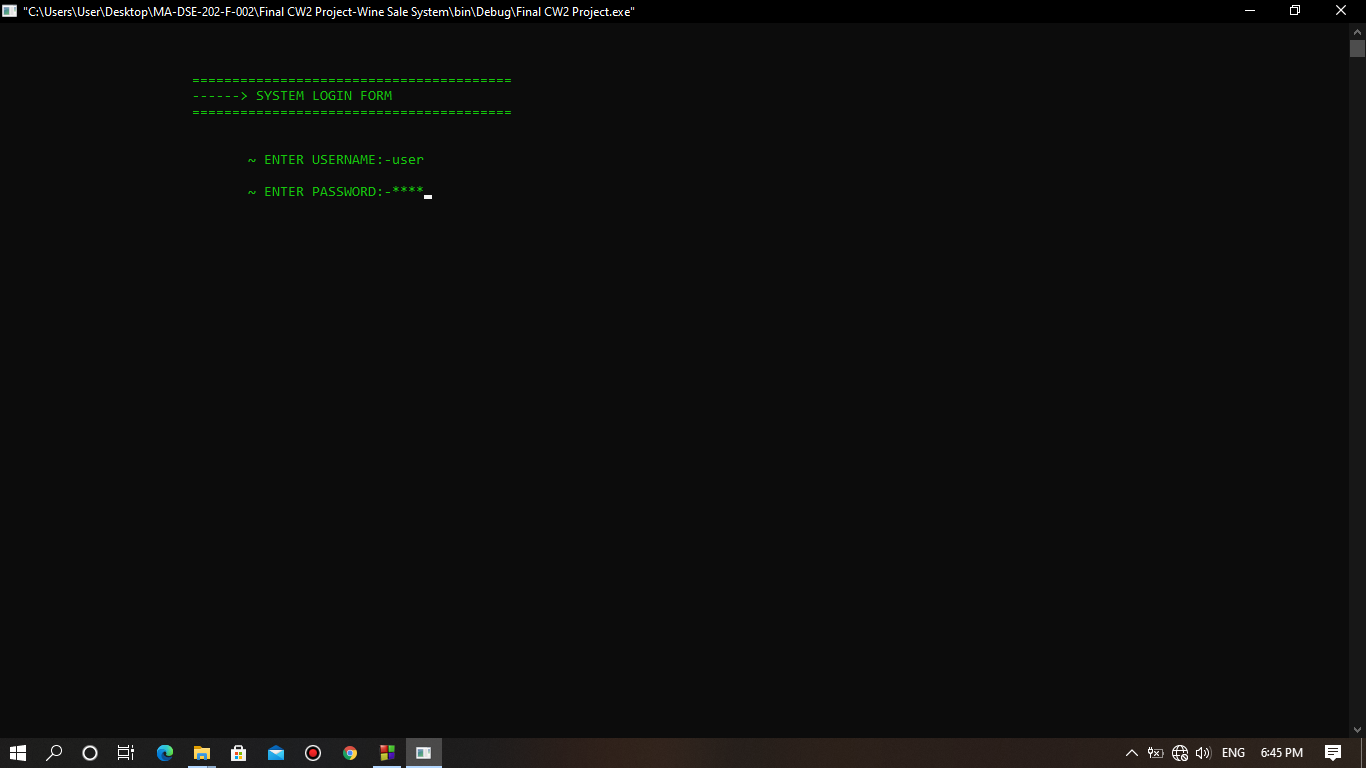 "C:\Users\User\Desktop\MA-DSE-202-F-002\Final CW2 Project-Wine Sale System\bin\Debug\Final CW2 Project.exe"
========================================
------> SYSTEM LOGIN FORM
========================================
~ ENTER USERNAME:-user
~ ENTER PASSWORD:-****
ENG 6:45 PM